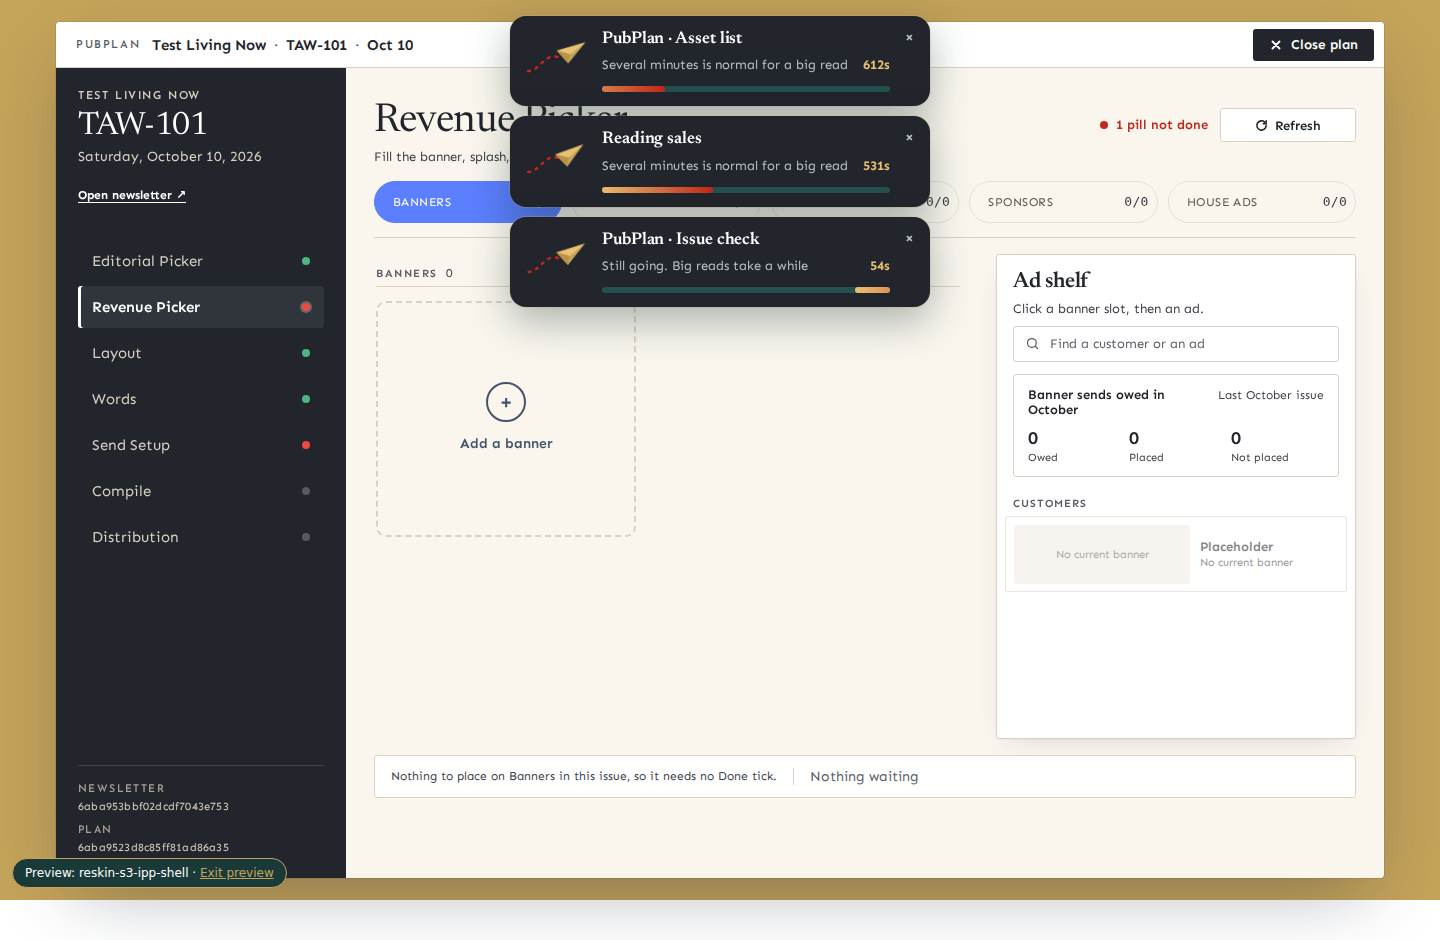 PUBPLAN Test Living Now · TAW-101 · Oct 10
× Close plan
PubPlan · Asset list ×
Several minutes is normal for a big read 612s
Reading sales ×
Several minutes is normal for a big read 531s
PubPlan · Issue check ×
Still going. Big reads take a while 54s
TEST LIVING NOW
TAW-101
Saturday, October 10, 2026
Open newsletter ↗
Editorial Picker
Revenue Picker
Layout
Words
Send Setup
Compile
Distribution
NEWSLETTER
6aba953bbf02dcdf7043e753
PLAN
6aba9523d8c85ff81ad86a35
Preview: reskin-s3-ipp-shell · Exit preview
Revenue Picker
Fill the banner, splash,
1 pill not done
Refresh
BANNERS
0/0
SPONSORS 0/0
HOUSE ADS 0/0
BANNERS 0
+
Add a banner
Ad shelf
Click a banner slot, then an ad.
Find a customer or an ad
Banner sends owed in
October
Last October issue
0 0 0
Owed Placed Not placed
CUSTOMERS
No current banner
Placeholder
No current banner
Nothing to place on Banners in this issue, so it needs no Done tick.
Nothing waiting